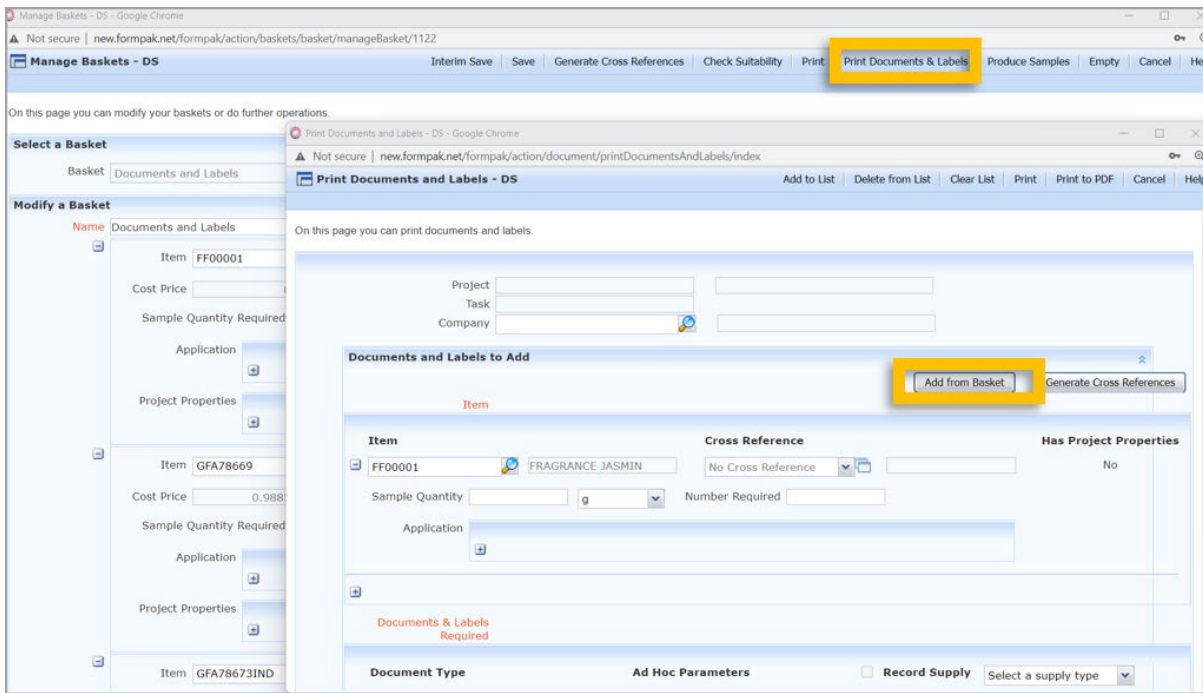 Manage Baskets - DS - Google Chrome
Not secure | new.formpak.net/formpak/action/baskets/basket/manageBasket/1122
Manage Baskets - DS Interim Save | Save | Generate Cross References | Check Suitability | Print | Print Documents & Labels | Produce Samples | Empty | Cancel | He
On this page you can modify your baskets or do further operations.
Select a Basket
Basket Documents and Labels
Modify a Basket
Name Documents and Labels
Item FF00001
Cost Price
Sample Quantity Required
Application
Project Properties
Item GFA78669
Cost Price 0.988
Sample Quantity Required
Application
Project Properties
Item GFA78673IND
Print Documents and Labels - DS - Google Chrome
Not secure | new.formpak.net/formpak/action/document/printDocumentsAndLabels/index
Print Documents and Labels - DS Add to List | Delete from List | Clear List | Print | Print to PDF | Cancel | Help
On this page you can print documents and labels.
Project
Task
Company
Documents and Labels to Add
Add from Basket Generate Cross References
Item
Item Cross Reference Has Project Properties
FF00001 FRAGRANCE JASMIN No Cross Reference No
Sample Quantity g Number Required
Application
Documents & Labels
Required
Document Type Ad Hoc Parameters Record Supply Select a supply type